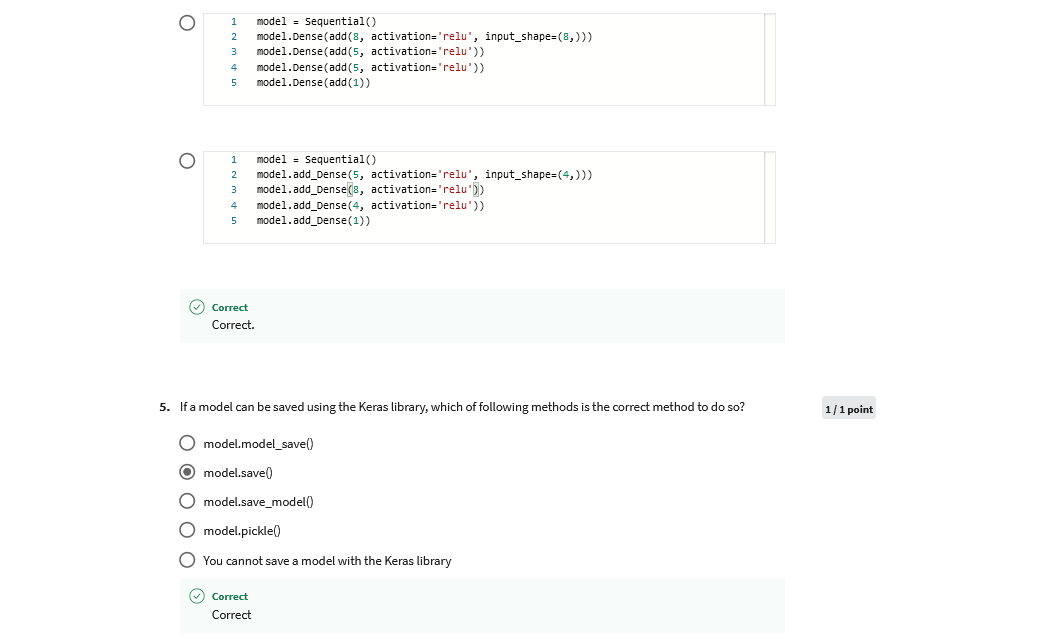 1 model = Sequential()
2 model.Dense(add(8, activation='relu', input_shape=(8,)))
3 model.Dense(add(5, activation='relu'))
4 model.Dense(add(5, activation='relu'))
5 model.Dense(add(1))
1 model = Sequential()
2 model.add_Dense(5, activation='relu', input_shape=(4,)))
3 model.add_Dense(8, activation='relu'))
4 model.add_Dense(4, activation='relu'))
5 model.add_Dense(1))
Correct
Correct.
5. If a model can be saved using the Keras library, which of following methods is the correct method to do so?
1 / 1 point
model.model_save()
model.save()
model.save_model()
model.pickle()
You cannot save a model with the Keras library
Correct
Correct